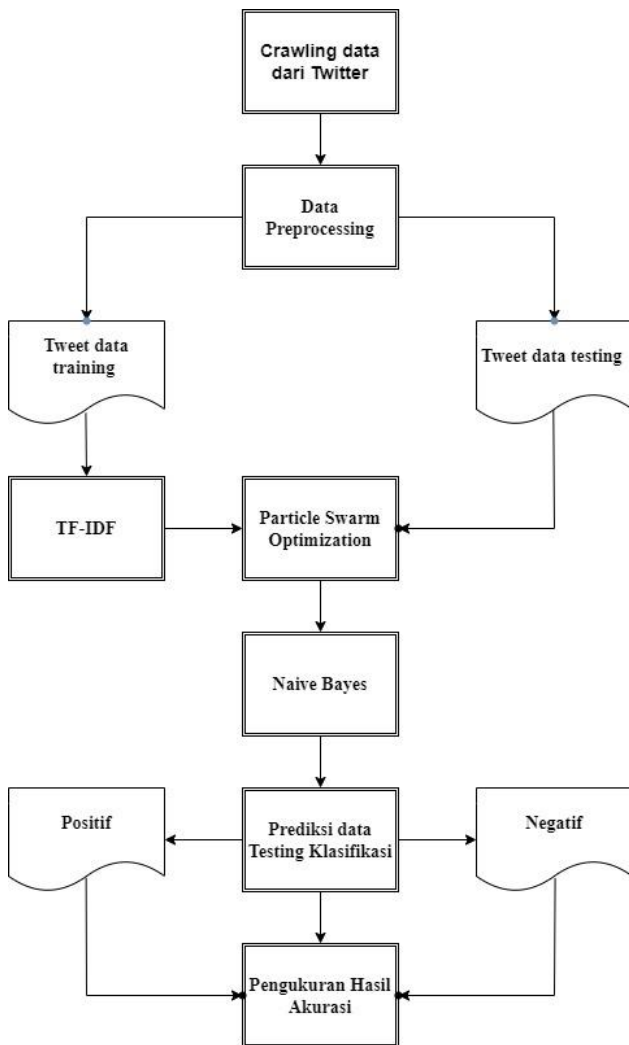 Crawling data
dari Twitter
Data
Preprocessing
Tweet data
training
Tweet data testing
TF-IDF
Particle Swarm
Optimization
Naive Bayes
Positif
Prediksi data
Testing Klasifikasi
Negatif
Pengukuran Hasil
Akurasi